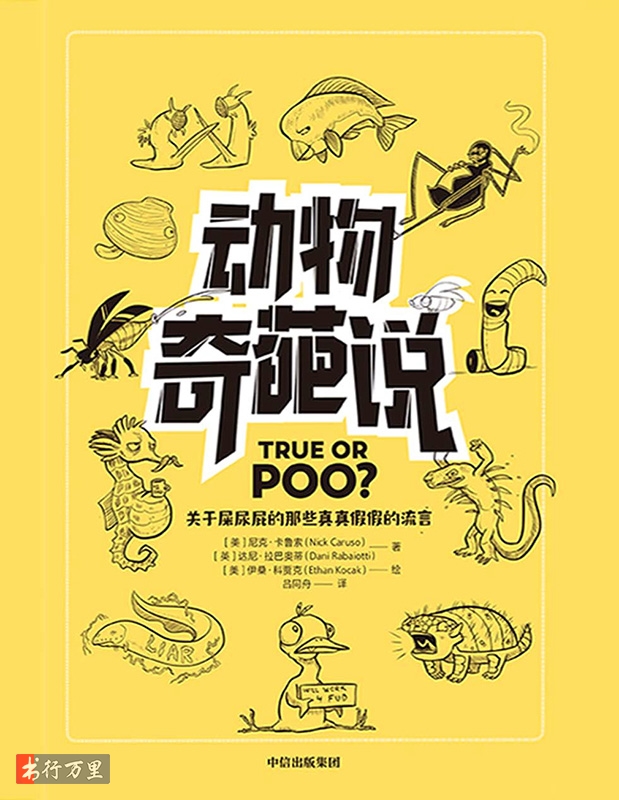 动物
奇葩说
TRUE OR
POO?
关于屎尿屁的那些真真假假的流言
[美]尼克·卡鲁索(Nick Caruso)
[英]达尼·拉巴奥蒂(Dani Rabaiotti) —— 著
[美]伊桑·科贾克(Ethan Kocak) —— 绘
吕同舟 —— 译
LIAR
WILL WORK
4 FUD
中信出版集团
书行万里